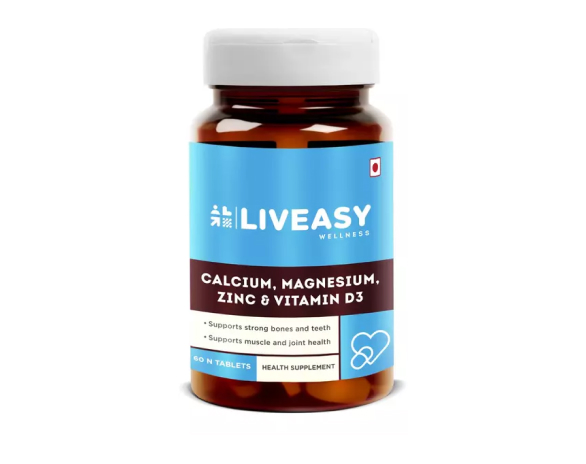 LIVEASY
WELLNESS
CALCIUM, MAGNESIUM,
ZINC & VITAMIN D3
• Supports strong bones and teeth
• Supports muscle and joint health
60 N TABLETS
HEALTH SUPPLEMENT